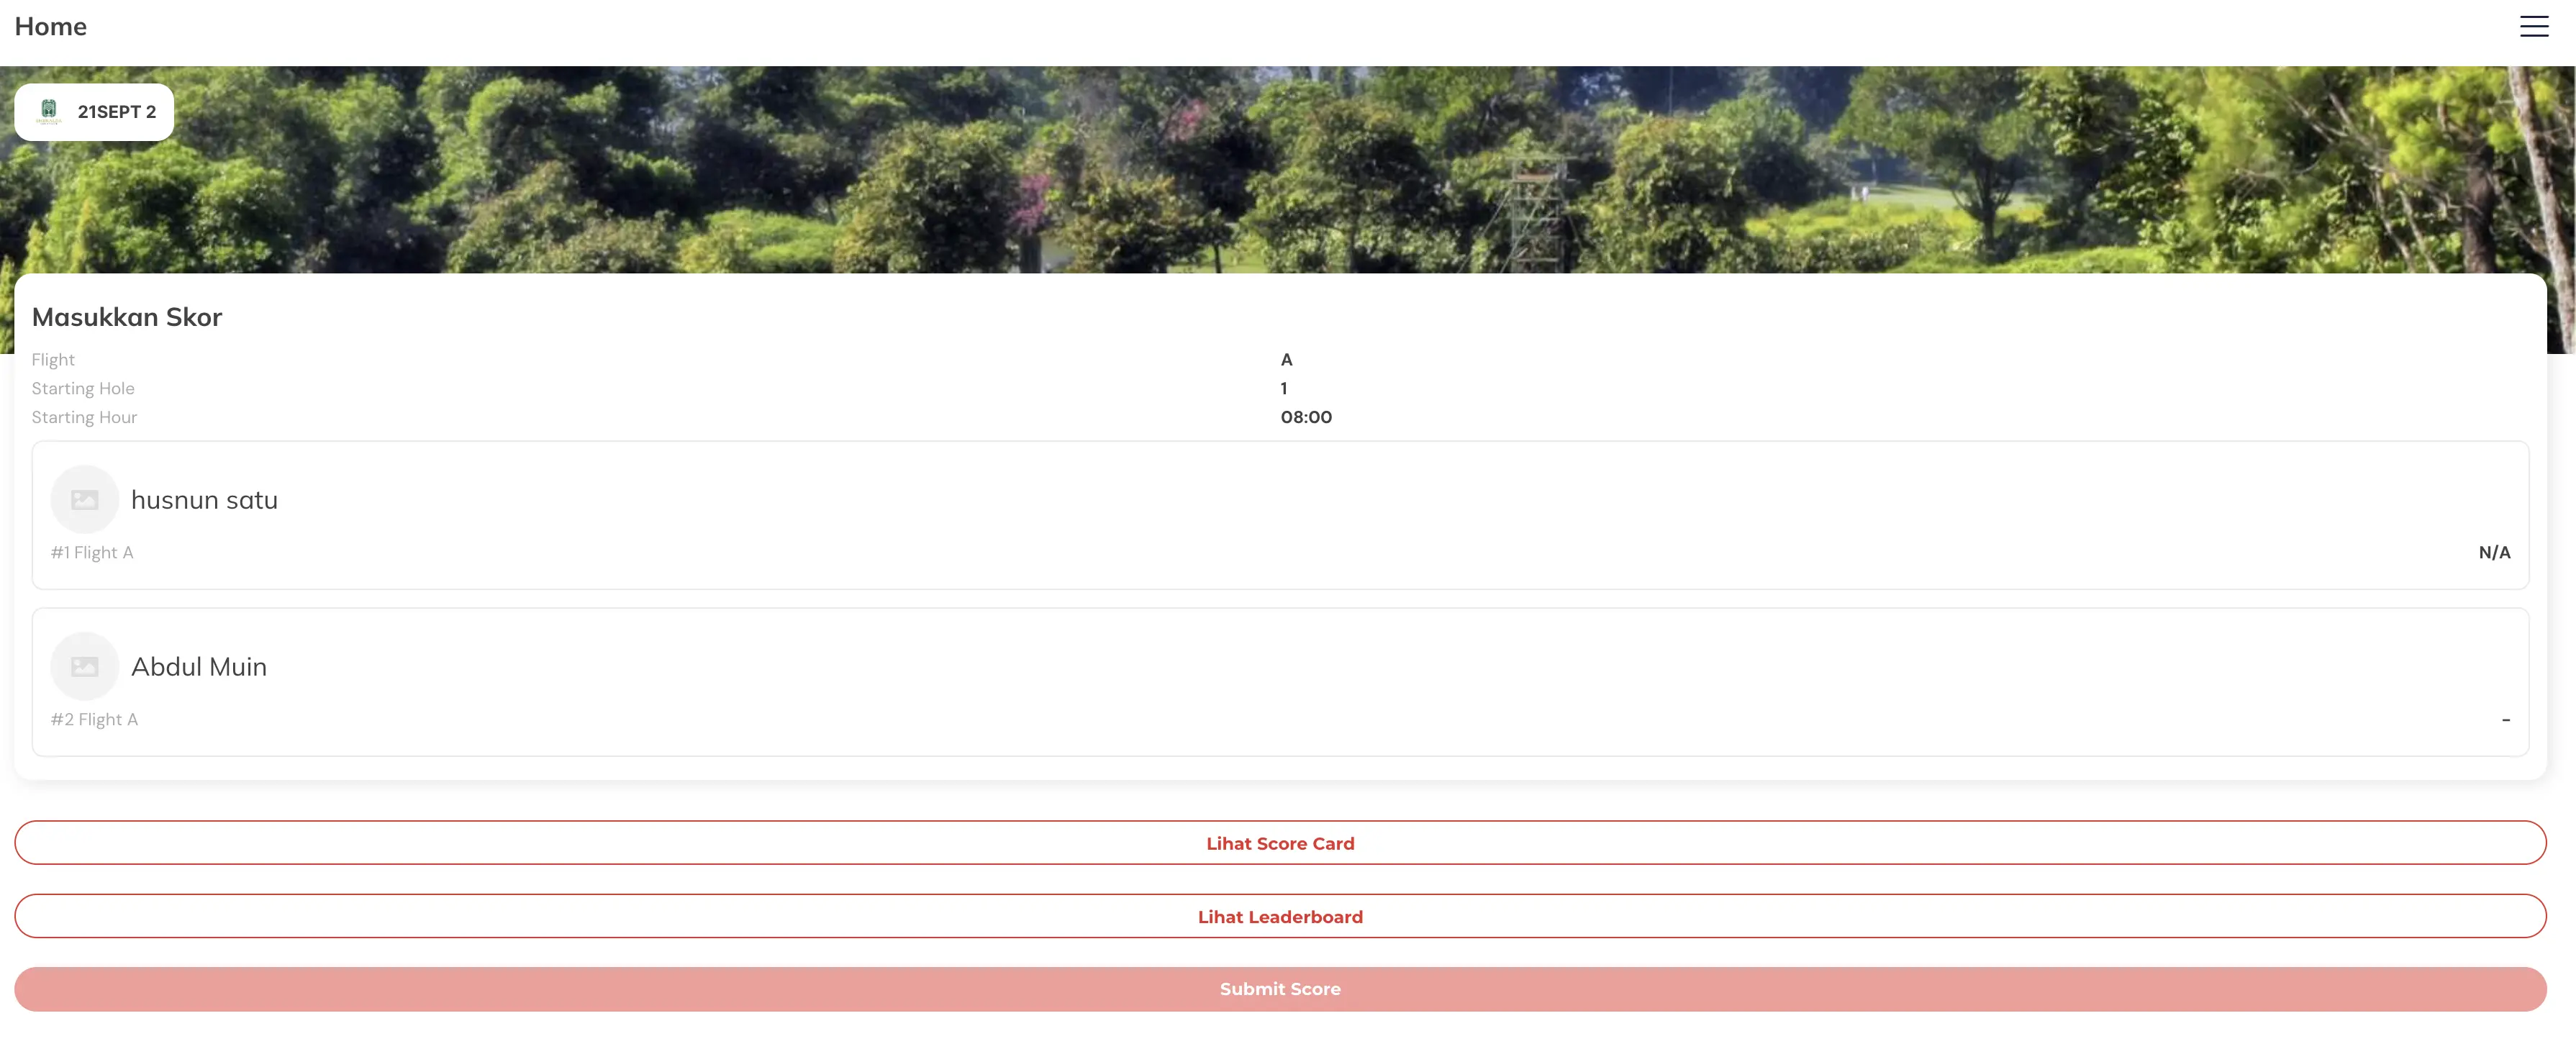 Home
21SEPT 2
Masukkan Skor
Flight A
Starting Hole 1
Starting Hour 08:00
husnun satu
#1 Flight A N/A
Abdul Muin
#2 Flight A -
Lihat Score Card
Lihat Leaderboard
Submit Score